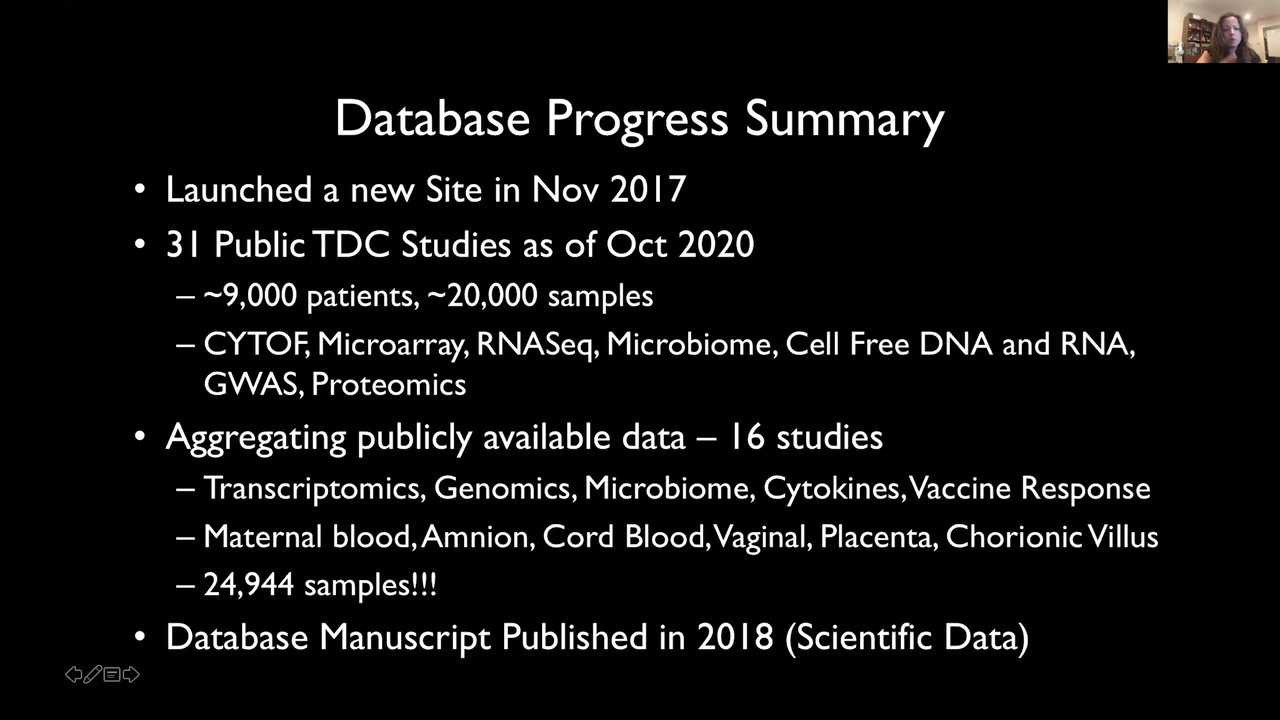 Database Progress Summary
• Launched a new Site in Nov 2017
• 31 Public TDC Studies as of Oct 2020
– ~9,000 patients, ~20,000 samples
– CYTOF, Microarray, RNASeq, Microbiome, Cell Free DNA and RNA,
GWAS, Proteomics
• Aggregating publicly available data – 16 studies
– Transcriptomics, Genomics, Microbiome, Cytokines, Vaccine Response
– Maternal blood, Amnion, Cord Blood, Vaginal, Placenta, Chorionic Villus
– 24,944 samples!!!
• Database Manuscript Published in 2018 (Scientific Data)